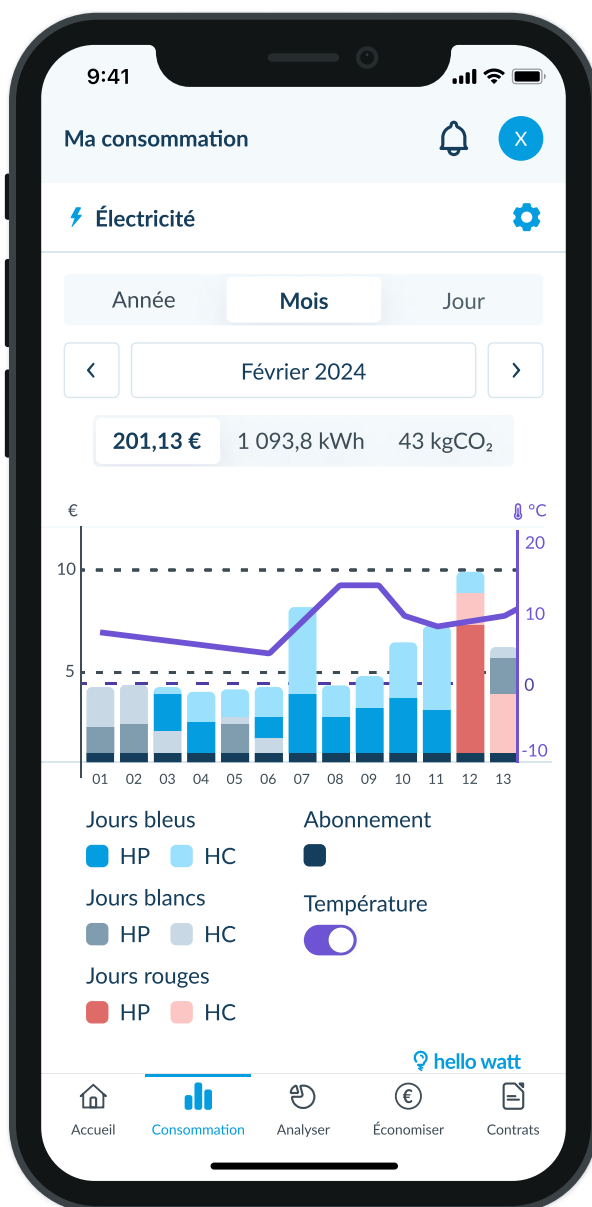 9:41
Ma consommation
X
Électricité
Année Mois Jour
Février 2024
201,13 € 1 093,8 kWh 43 kgCO₂
€ °C
20
10
10
5
0
-10
01 02 03 04 05 06 07 08 09 10 11 12 13
Jours bleus Abonnement
HP HC
Jours blancs Température
HP HC
Jours rouges
HP HC
hello watt
€
Accueil Consommation Analyser Économiser Contrats